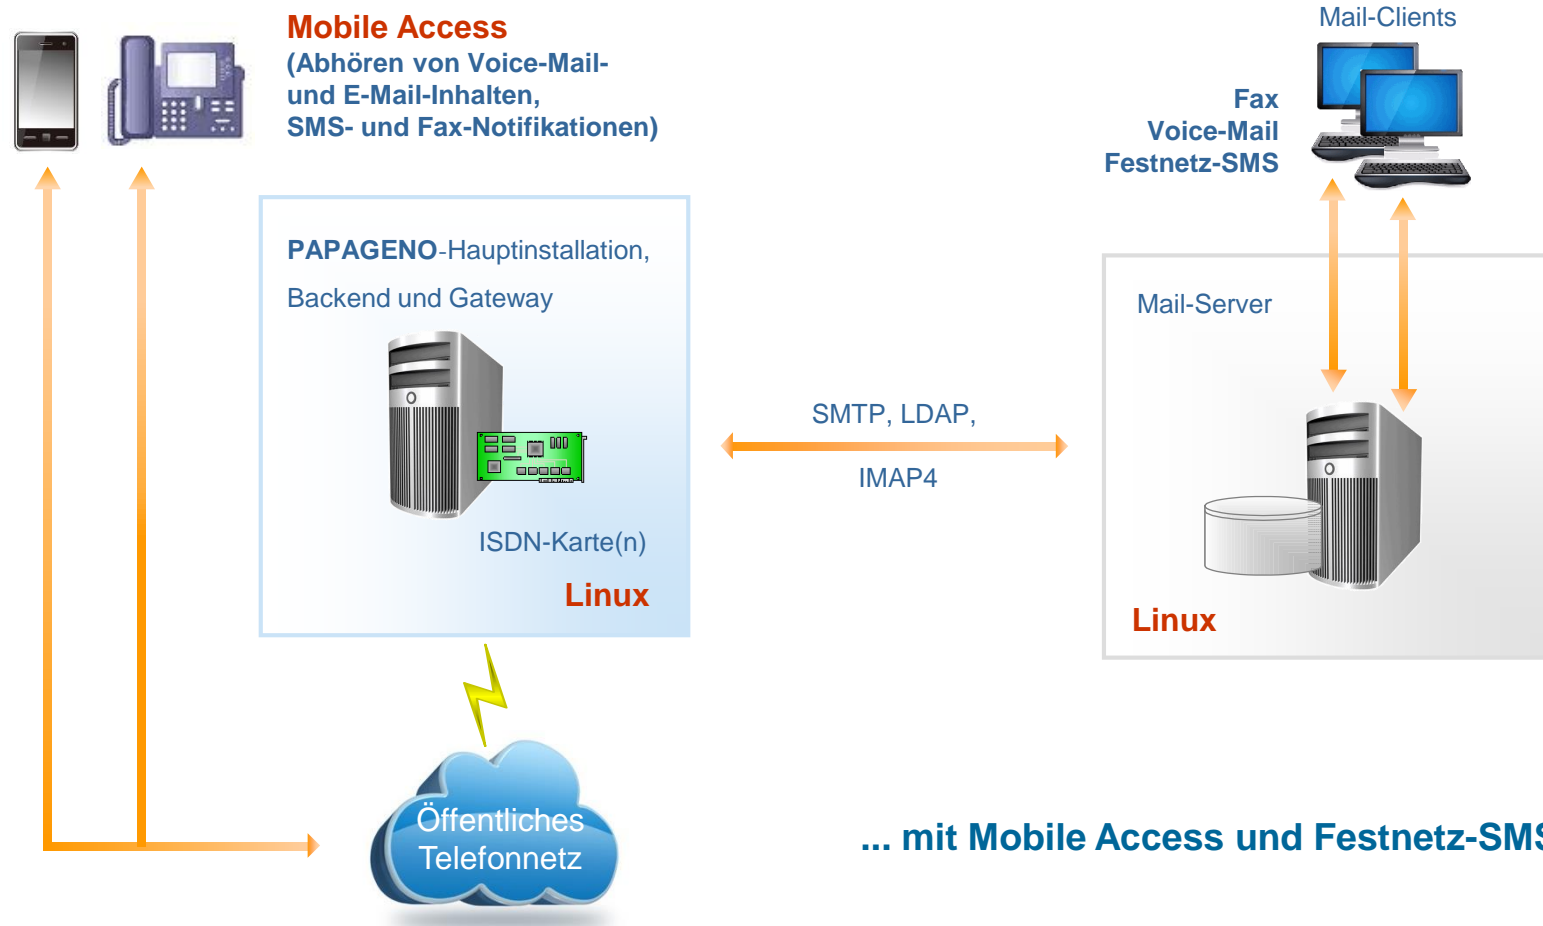 Mobile Access
(Abhören von Voice-Mail-
und E-Mail-Inhalten,
SMS- und Fax-Notifikationen)
Mail-Clients
Fax
Voice-Mail
Festnetz-SMS
PAPAGENO-Hauptinstallation,
Backend und Gateway
ISDN-Karte(n)
Linux
SMTP, LDAP,
IMAP4
Mail-Server
Linux
Öffentliches
Telefonnetz
... mit Mobile Access und Festnetz-SMS